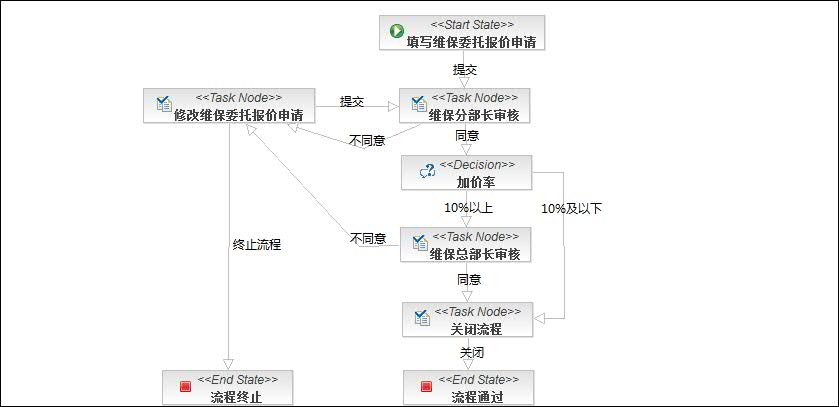 <<Start State>>
填写维保委托报价申请
提交
<<Task Node>>
修改维保委托报价申请
提交
<<Task Node>>
维保分部长审核
不同意
同意
<<Decision>>
加价率
10%以上
10%及以下
<<Task Node>>
维保总部长审核
不同意
终止流程
同意
<<Task Node>>
关闭流程
关闭
<<End State>>
流程终止
<<End State>>
流程通过